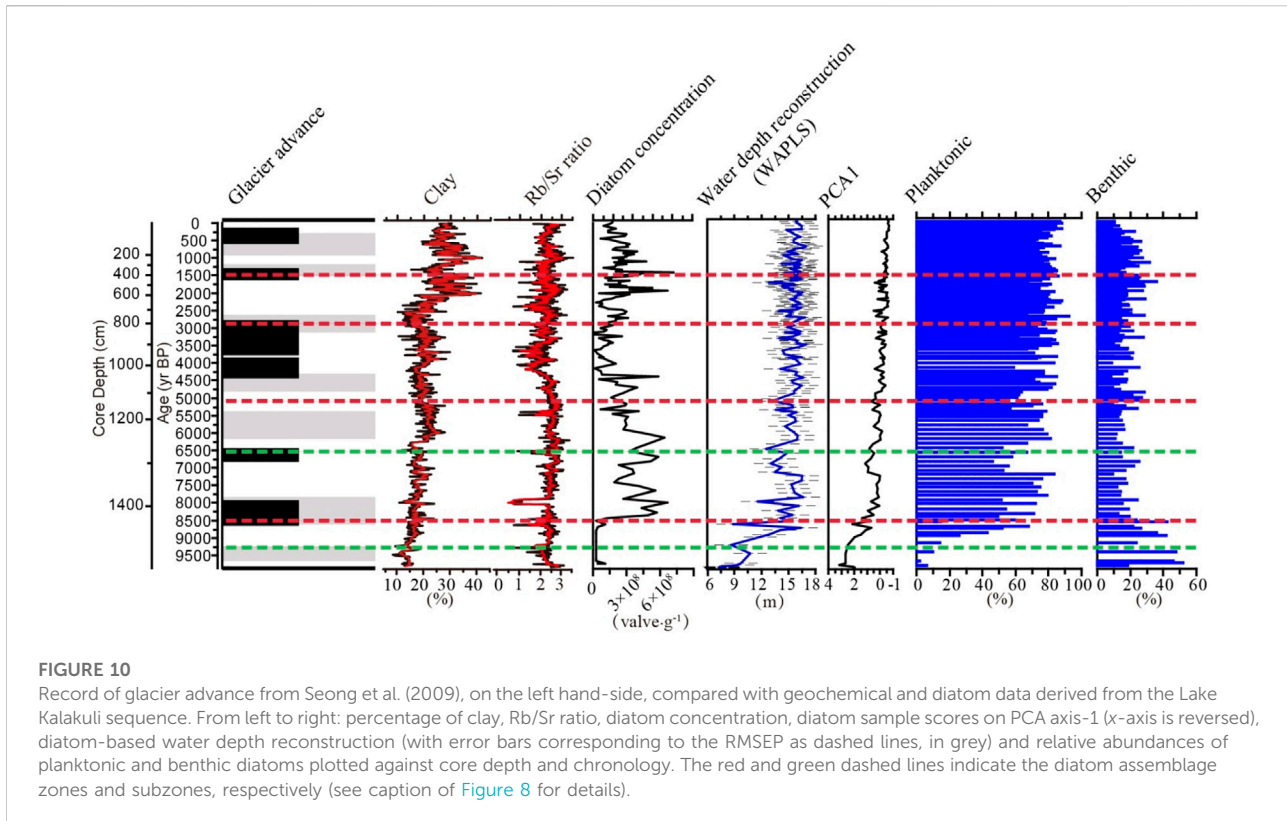 Glacier advance
Clay
Rb/Sr ratio
Diatom concentration
Water depth reconstruction
(WAPLS)
PCA1
Planktonic
Benthic
Core Depth (cm)
200
400
600
800
1000
1200
1400
Age (yr BP)
0
500
1000
1500
2000
2500
3000
3500
4000
4500
5000
5500
6000
6500
7000
7500
8000
8500
9000
9500
10 20 30 40
(%)
0 1 2 3
0 3×10⁸ 6×10⁸
(valve·g⁻¹)
6 9 12 15 18
(m)
4 2 0 -1
0 20 40 60 80 100
(%)
0 20 40 60
(%)
FIGURE 10
Record of glacier advance from Seong et al. (2009), on the left hand-side, compared with geochemical and diatom data derived from the Lake
Kalakuli sequence. From left to right: percentage of clay, Rb/Sr ratio, diatom concentration, diatom sample scores on PCA axis-1 (x-axis is reversed),
diatom-based water depth reconstruction (with error bars corresponding to the RMSEP as dashed lines, in grey) and relative abundances of
planktonic and benthic diatoms plotted against core depth and chronology. The red and green dashed lines indicate the diatom assemblage
zones and subzones, respectively (see caption of Figure 8 for details).